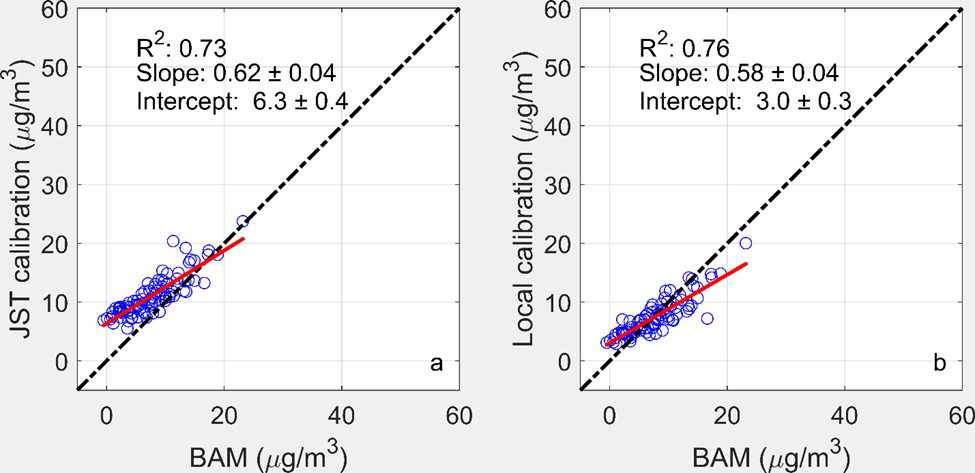 60
50
40
30
20
10
0
JST calibration (μg/m³)
R²: 0.73
Slope: 0.62 ± 0.04
Intercept: 6.3 ± 0.4
a
0 20 40 60
BAM (μg/m³)
60
50
40
30
20
10
0
Local calibration (μg/m³)
R²: 0.76
Slope: 0.58 ± 0.04
Intercept: 3.0 ± 0.3
b
0 20 40 60
BAM (μg/m³)